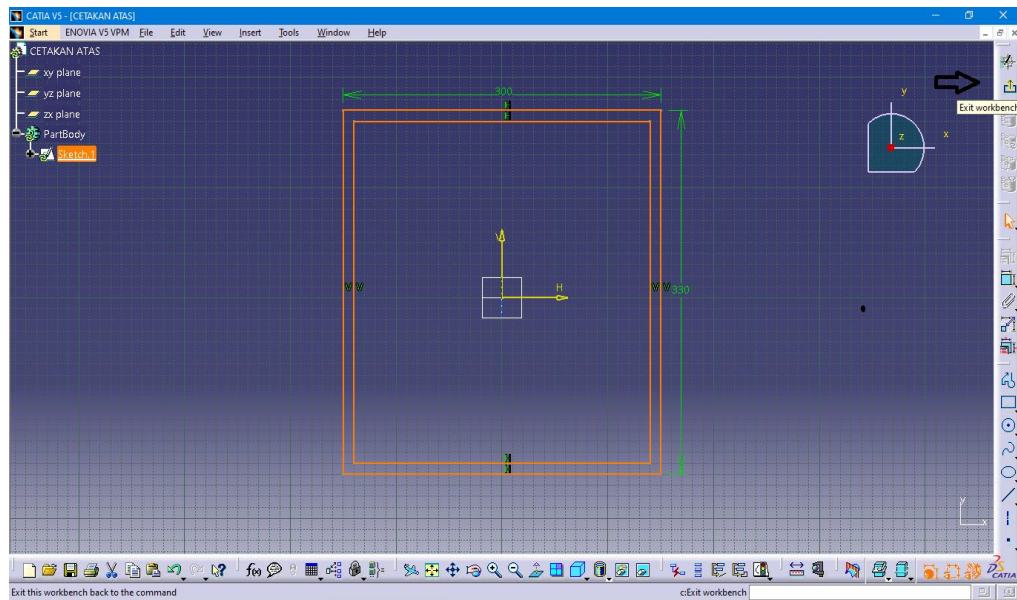 CATIA V5 - [CETAKAN ATAS]
Start ENOVIA V5 VPM File Edit View Insert Tools Window Help
CETAKAN ATAS
xy plane
yz plane
zx plane
PartBody
Sketch.1
300
H
H
y
z
x
Exit workbench
V
H
V V
V V
330
y
x
f(x)
CATIA
Exit this workbench back to the command
c:Exit workbench